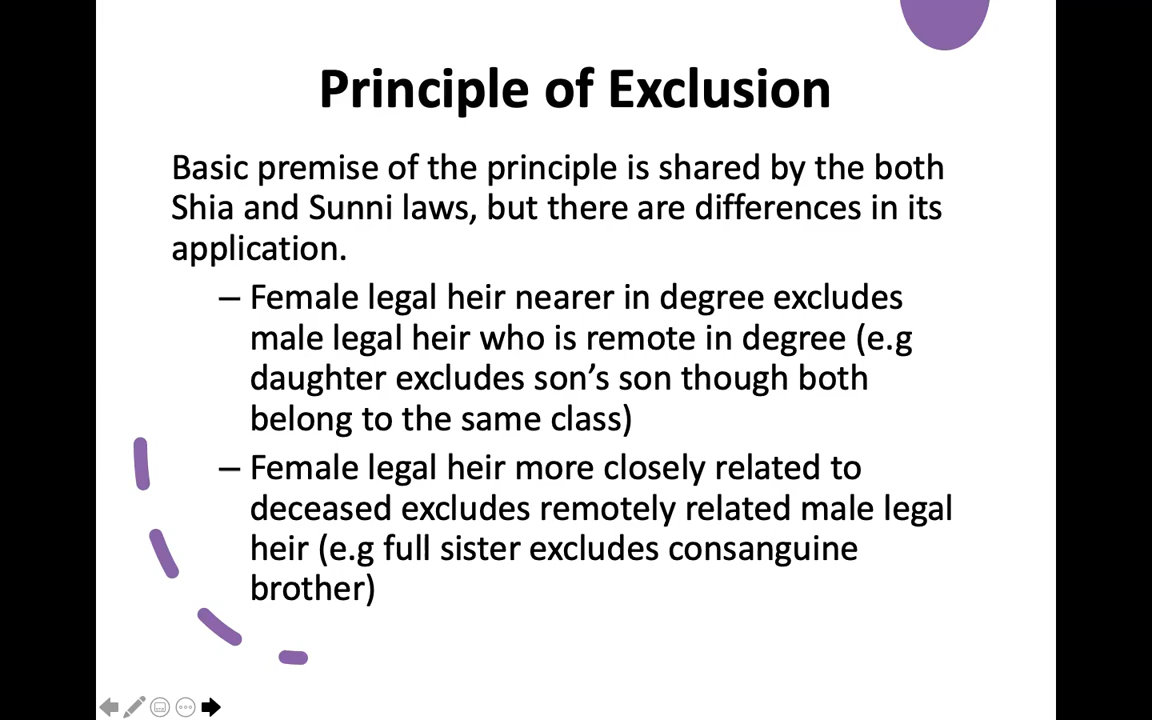 Principle of Exclusion
Basic premise of the principle is shared by the both
Shia and Sunni laws, but there are differences in its
application.
– Female legal heir nearer in degree excludes
male legal heir who is remote in degree (e.g
daughter excludes son’s son though both
belong to the same class)
– Female legal heir more closely related to
deceased excludes remotely related male legal
heir (e.g full sister excludes consanguine
brother)